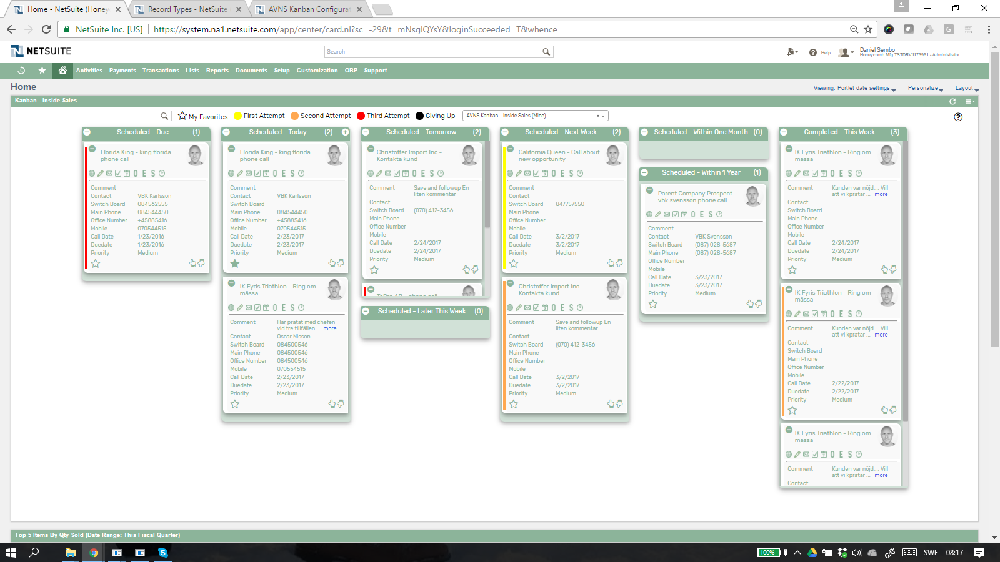 Home - NetSuite (Honey
Record Types - NetSuite
AVNS Kanban Configurat
NetSuite Inc. [US]
https://system.na1.netsuite.com/app/center/card.nl?sc=-29&t=mNsglQYsY&loginSucceeded=T&whence=
NETSUITE
Search
Help
Daniel Sernbo
Honeycomb Mfg TSTDRV1173961 - Administrator
Activities Payments Transactions Lists Reports Documents Setup Customization OBP Support
Home
Viewing: Portlet date settings Personalize Layout
Kanban - Inside Sales
My Favorites First Attempt Second Attempt Third Attempt Giving Up
AVNS Kanban - Inside Sales (Mine)
Scheduled - Due (1)
Florida King - king florida
phone call
O E S
Comment
Contact VBK Karlsson
Switch Board 084562555
Main Phone 084544450
Office Number +45885416
Mobile 070544515
Call Date 1/23/2016
Duedate 1/23/2016
Priority Medium
Scheduled - Today (2)
Florida King - king florida
phone call
O E S
Comment
Contact VBK Karlsson
Switch Board
Main Phone 084544450
Office Number +45885416
Mobile 070544515
Call Date 2/23/2017
Duedate 2/23/2017
Priority Medium
IK Fyris Triathlon - Ring om
mässa
O E S
Comment Har pratat med chefen
vid tre tillfällen... more
Contact Oscar Nisson
Switch Board 084500546
Main Phone 084500546
Office Number 084500546
Mobile 070554515
Call Date 2/23/2017
Duedate 2/23/2017
Priority Medium
Scheduled - Tomorrow (2)
Christoffer Import Inc -
Kontakta kund
O E S
Comment Save and followup En
liten kommentar
Contact
Switch Board (070) 412-3456
Main Phone
Office Number
Mobile
Call Date 2/24/2017
Duedate 2/24/2017
Priority Medium
Scheduled - Later This Week (0)
Scheduled - Next Week (2)
California Queen - Call about
new opportunity
O E S
Comment
Contact
Switch Board 847757550
Main Phone
Office Number
Mobile
Call Date 3/2/2017
Duedate 3/2/2017
Priority Medium
Christoffer Import Inc -
Kontakta kund
O E S
Comment Save and followup En
liten kommentar
Contact
Switch Board (070) 412-3456
Main Phone
Office Number
Mobile
Call Date 3/2/2017
Duedate 3/2/2017
Priority Medium
Scheduled - Within One Month (0)
Scheduled - Within 1 Year (1)
Parent Company Prospect -
vbk svensson phone call
O E S
Comment
Contact VBK Svensson
Switch Board (087) 028-5687
Main Phone (087) 028-5687
Office Number
Mobile
Call Date 3/23/2017
Duedate 3/23/2017
Priority Medium
Completed - This Week (3)
IK Fyris Triathlon - Ring om
mässa
O E S
Comment Kunden var nöjd.... Vill
att vi kpratar ... more
Contact
Switch Board
Main Phone
Office Number
Mobile
Call Date 2/24/2017
Duedate 2/24/2017
Priority Medium
IK Fyris Triathlon - Ring om
mässa
O E S
Comment Kunden var nöjd.... Vill
att vi kpratar ... more
Contact
Switch Board
Main Phone
Office Number
Mobile
Call Date 2/22/2017
Duedate 2/22/2017
Priority Medium
IK Fyris Triathlon - Ring om
mässa
O E S
Comment Kunden var nöjd.... Vill
att vi kpratar ... more
Contact
Top 5 Items By Qty Sold (Date Range: This Fiscal Quarter)
100% SWE 08:17